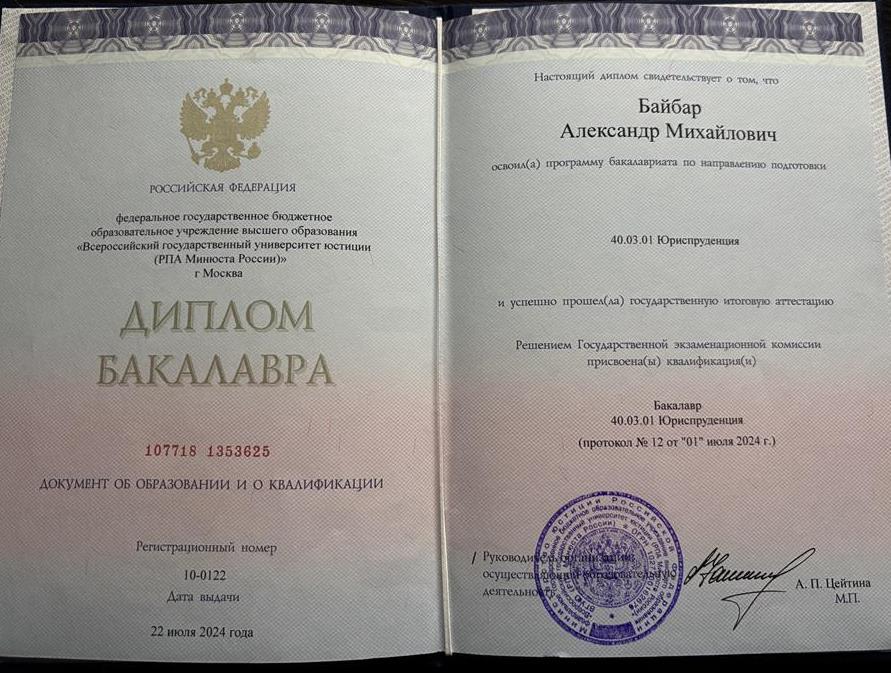 РОССИЙСКАЯ ФЕДЕРАЦИЯ
федеральное государственное бюджетное
образовательное учреждение высшего образования
«Всероссийский государственный университет юстиции
(РПА Минюста России)»
г Москва
ДИПЛОМ
БАКАЛАВРА
107718 1353625
ДОКУМЕНТ ОБ ОБРАЗОВАНИИ И О КВАЛИФИКАЦИИ
Регистрационный номер
10-0122
Дата выдачи
22 июля 2024 года
Настоящий диплом свидетельствует о том, что
Байбар
Александр Михайлович
освоил(а) программу бакалавриата по направлению подготовки
40.03.01 Юриспруденция
и успешно прошел(ла) государственную итоговую аттестацию
Решением Государственной экзаменационной комиссии
присвоена(ы) квалификация(и)
Бакалавр
40.03.01 Юриспруденция
(протокол № 12 от "01" июля 2024 г.)
/ Руководитель организации,
осуществляющей образовательную
деятельность
А. П. Цейтина
М.П.